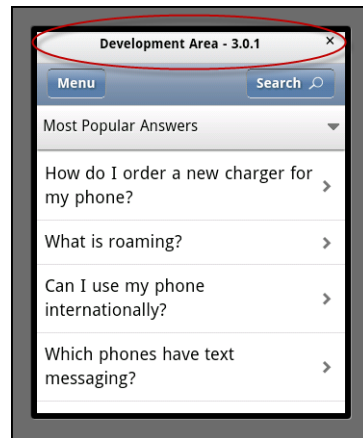 Development Area - 3.0.1 ×
Menu Search
Most Popular Answers
How do I order a new charger for
my phone?
What is roaming?
Can I use my phone
internationally?
Which phones have text
messaging?